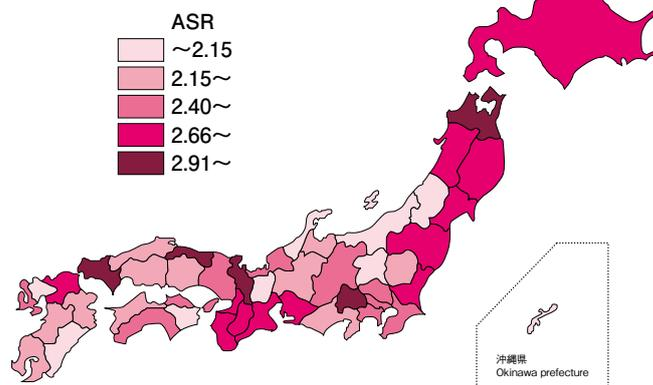 ASR
～2.15
2.15～
2.40～
2.66～
2.91～
沖縄県
Okinawa prefecture